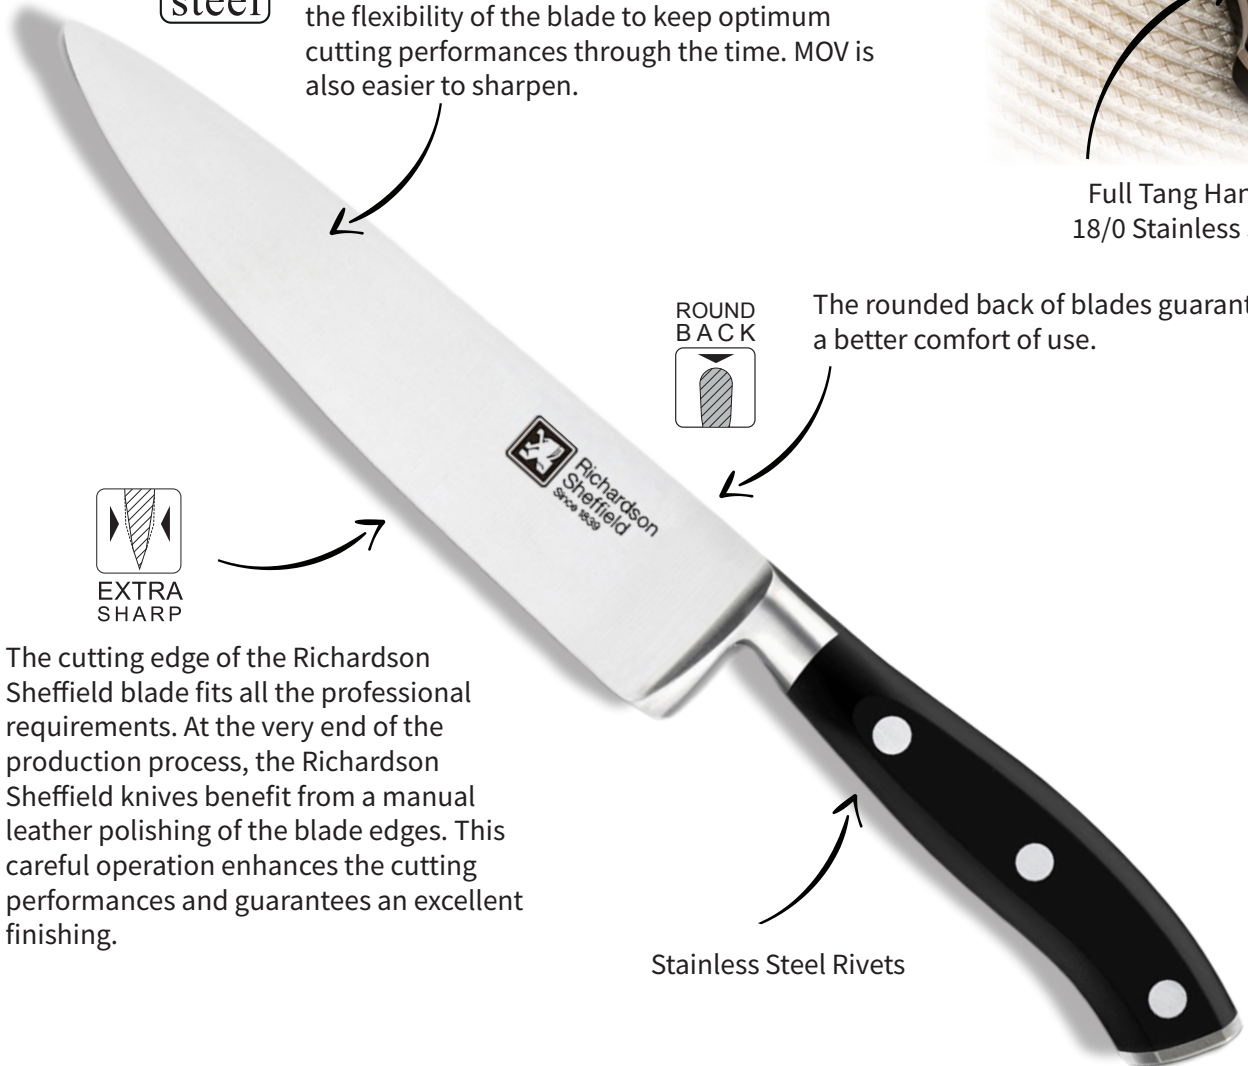 steel
the flexibility of the blade to keep optimum
cutting performances through the time. MOV is
also easier to sharpen.
Full Tang
18/0 Stainless
ROUND
BACK
The rounded back of blades
a better comfort of use.
Richardson
Sheffield
Since 1839
EXTRA
SHARP
The cutting edge of the Richardson
Sheffield blade fits all the professional
requirements. At the very end of the
production process, the Richardson
Sheffield knives benefit from a manual
leather polishing of the blade edges. This
careful operation enhances the cutting
performances and guarantees an excellent
finishing.
Stainless Steel Rivets